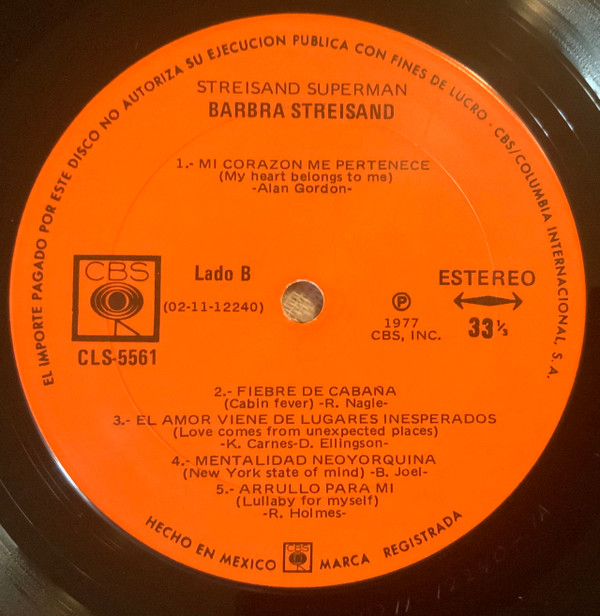 EL IMPORTE PAGADO POR ESTE DISCO NO AUTORIZA SU EJECUCION PUBLICA CON FINES DE LUCRO - CBS/COLUMBIA INTERNACIONAL, S. A.
STREISAND SUPERMAN
BARBRA STREISAND
1.- MI CORAZON ME PERTENECE
(My heart belongs to me)
-Alan Gordon-
CBS
CLS-5561
Lado B
(02-11-12240)
℗
1977
CBS, INC.
ESTEREO
33 ⅓
2.- FIEBRE DE CABAÑA
(Cabin fever) -R. Nagle-
3.- EL AMOR VIENE DE LUGARES INESPERADOS
(Love comes from unexpected places)
-K. Carnes-D. Ellingson-
4.- MENTALIDAD NEOYORQUINA
(New York state of mind) -B. Joel-
5.- ARRULLO PARA MI
(Lullaby for myself)
-R. Holmes-
HECHO EN MEXICO CBS MARCA REGISTRADA